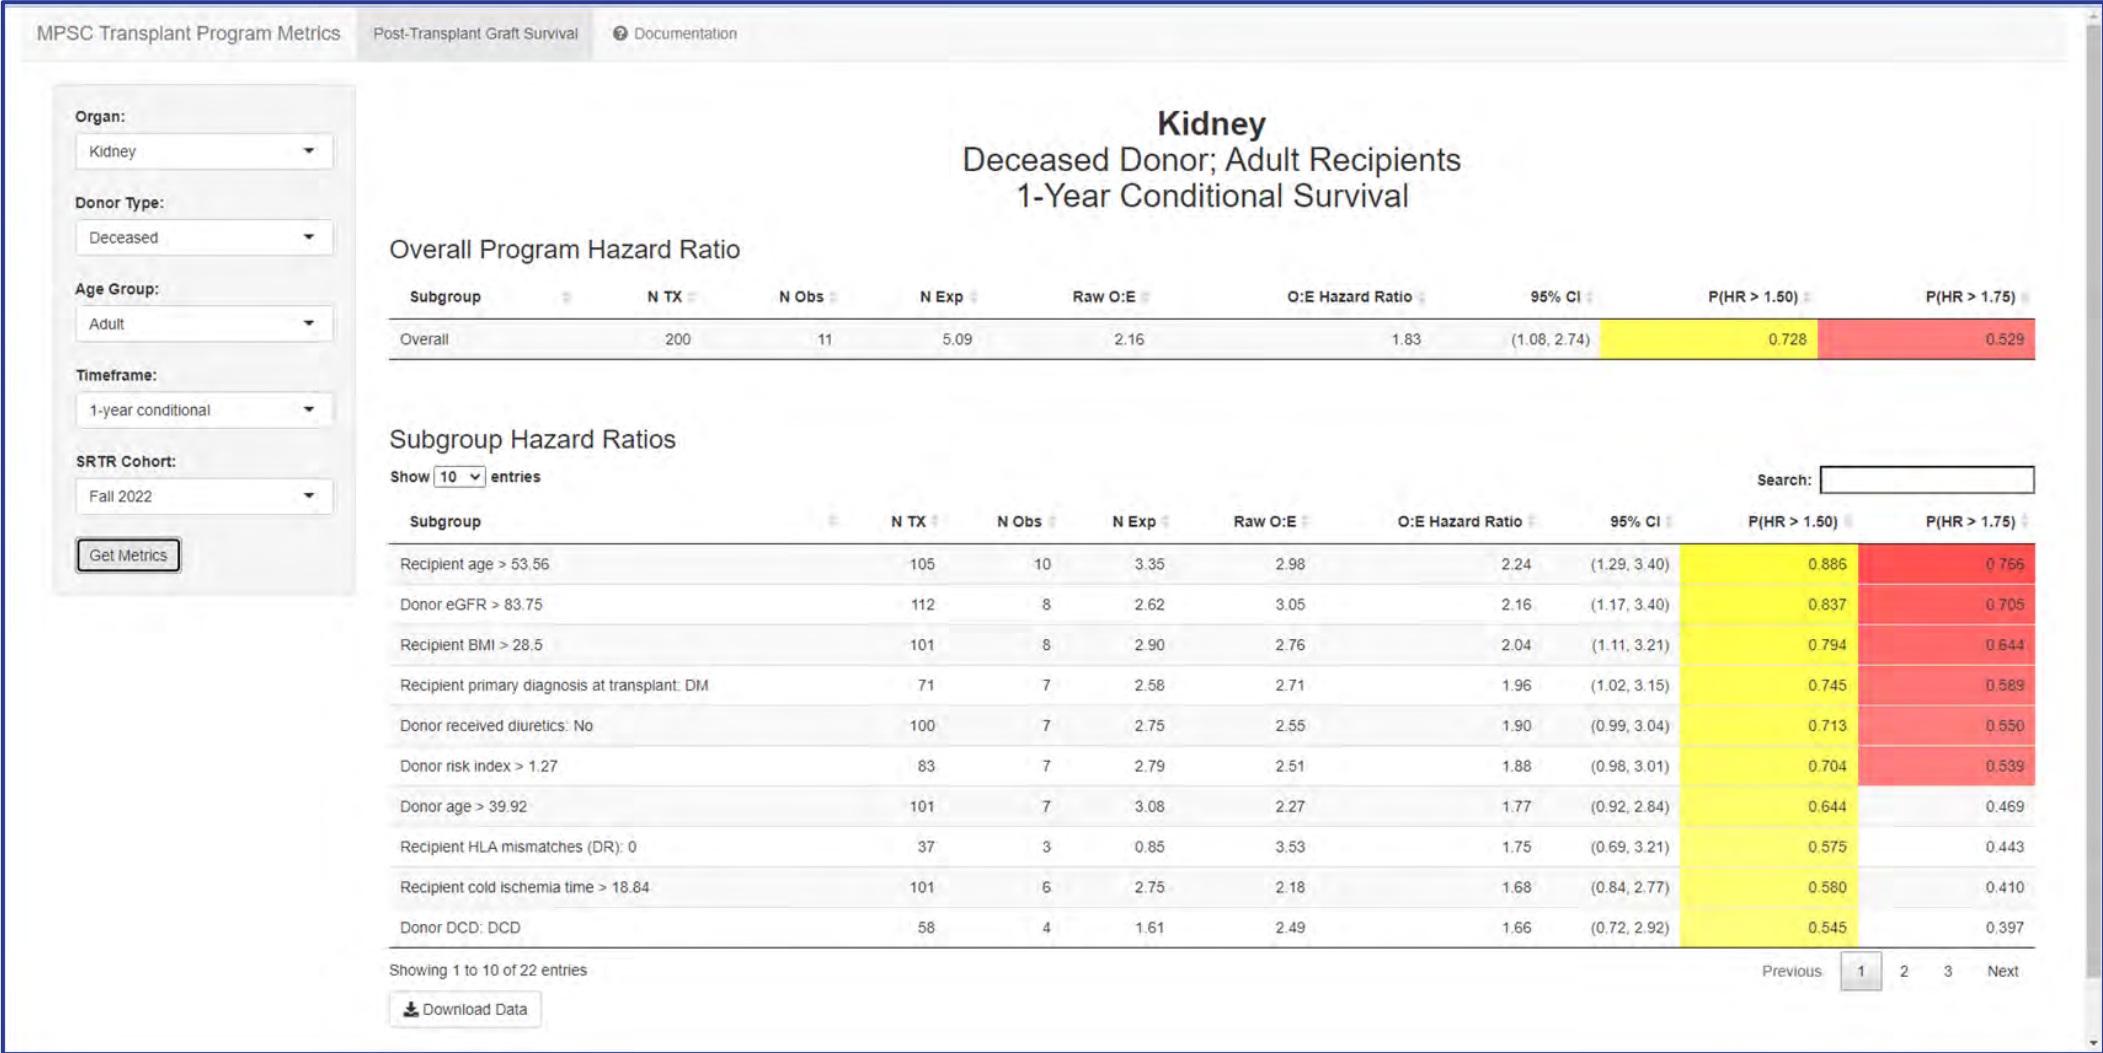 MPSC Transplant Program Metrics Post-Transplant Graft Survival Documentation
Organ:
Kidney
Donor Type:
Deceased
Age Group:
Adult
Timeframe:
1-year conditional
SRTR Cohort:
Fall 2022
Get Metrics
Kidney
Deceased Donor; Adult Recipients
1-Year Conditional Survival
Overall Program Hazard Ratio
Subgroup N TX N Obs N Exp Raw O:E O:E Hazard Ratio 95% CI P(HR > 1.50) P(HR > 1.75)
Overall 200 11 5.09 2.16 1.83 (1.08, 2.74) 0.728 0.529
Subgroup Hazard Ratios
Show 10 entries Search:
Subgroup N TX N Obs N Exp Raw O:E O:E Hazard Ratio 95% CI P(HR > 1.50) P(HR > 1.75)
Recipient age > 53.56 105 10 3.35 2.98 2.24 (1.29, 3.40) 0.886 0.766
Donor eGFR > 83.75 112 8 2.62 3.05 2.16 (1.17, 3.40) 0.837 0.705
Recipient BMI > 28.5 101 8 2.90 2.76 2.04 (1.11, 3.21) 0.794 0.644
Recipient primary diagnosis at transplant: DM 71 7 2.58 2.71 1.96 (1.02, 3.15) 0.745 0.589
Donor received diuretics: No 100 7 2.75 2.55 1.90 (0.99, 3.04) 0.713 0.550
Donor risk index > 1.27 83 7 2.79 2.51 1.88 (0.98, 3.01) 0.704 0.539
Donor age > 39.92 101 7 3.08 2.27 1.77 (0.92, 2.84) 0.644 0.469
Recipient HLA mismatches (DR): 0 37 3 0.85 3.53 1.75 (0.69, 3.21) 0.575 0.443
Recipient cold ischemia time > 18.84 101 6 2.75 2.18 1.68 (0.84, 2.77) 0.580 0.410
Donor DCD: DCD 58 4 1.61 2.49 1.66 (0.72, 2.92) 0.545 0.397
Showing 1 to 10 of 22 entries Previous 1 2 3 Next
Download Data